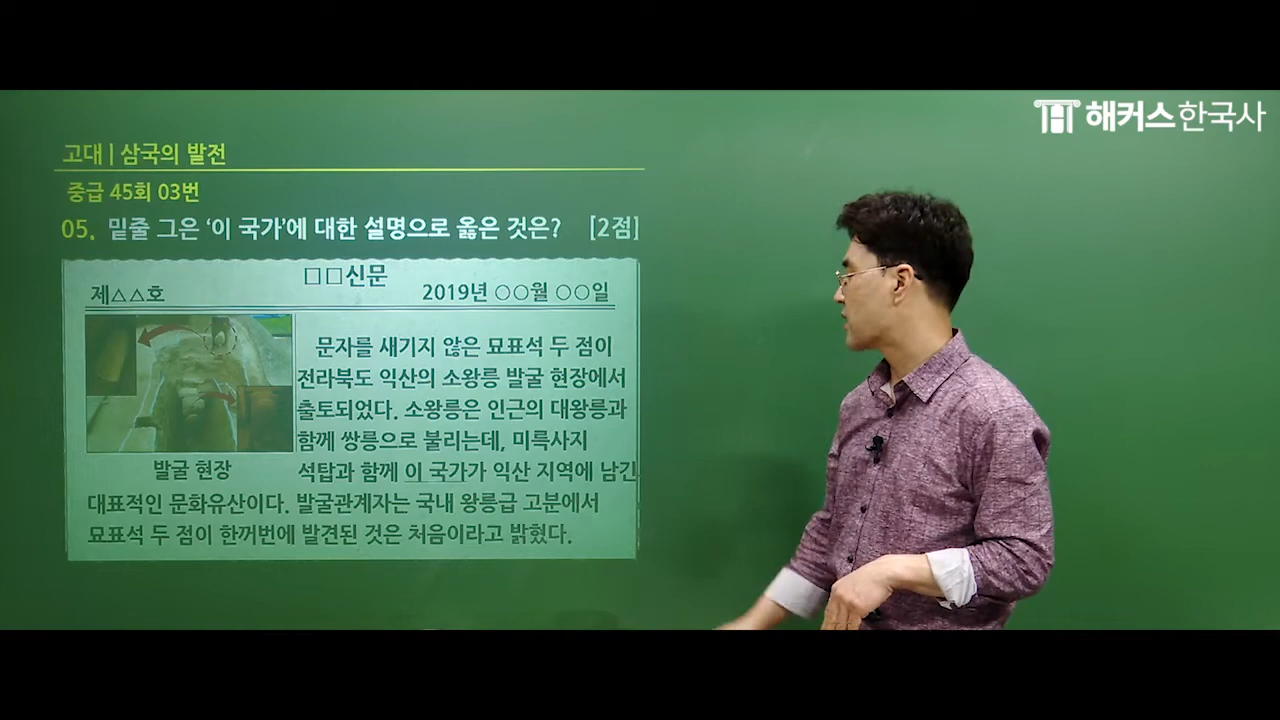 해커스한국사
고대 | 삼국의 발전
중급 45회 03번
05. 밑줄 그은 '이 국가'에 대한 설명으로 옳은 것은? [2점]
□□신문
제△△호 2019년 ○○월 ○○일
문자를 새기지 않은 묘표석 두 점이
전라북도 익산의 소왕릉 발굴 현장에서
출토되었다. 소왕릉은 인근의 대왕릉과
함께 쌍릉으로 불리는데, 미륵사지
석탑과 함께 이 국가가 익산 지역에 남긴
발굴 현장
대표적인 문화유산이다. 발굴관계자는 국내 왕릉급 고분에서
묘표석 두 점이 한꺼번에 발견된 것은 처음이라고 밝혔다.